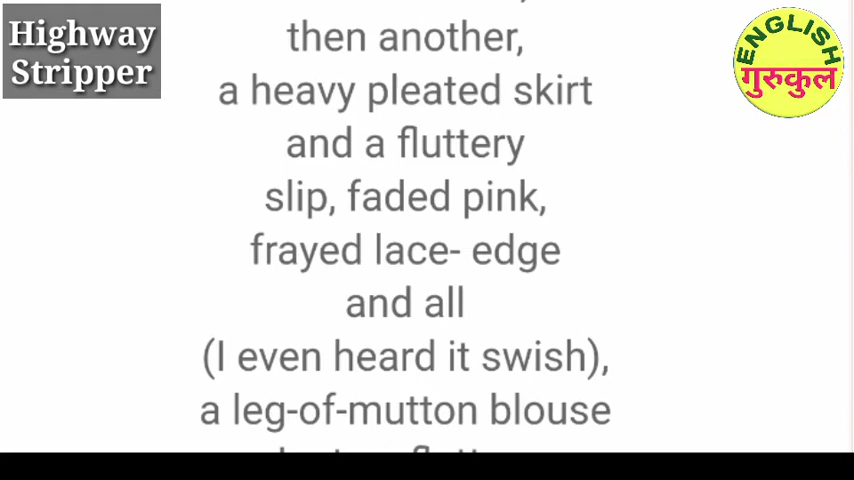 Highway
Stripper
ENGLISH
गुरुकुल
then another,
a heavy pleated skirt
and a fluttery
slip, faded pink,
frayed lace- edge
and all
(I even heard it swish),
a leg-of-mutton blouse